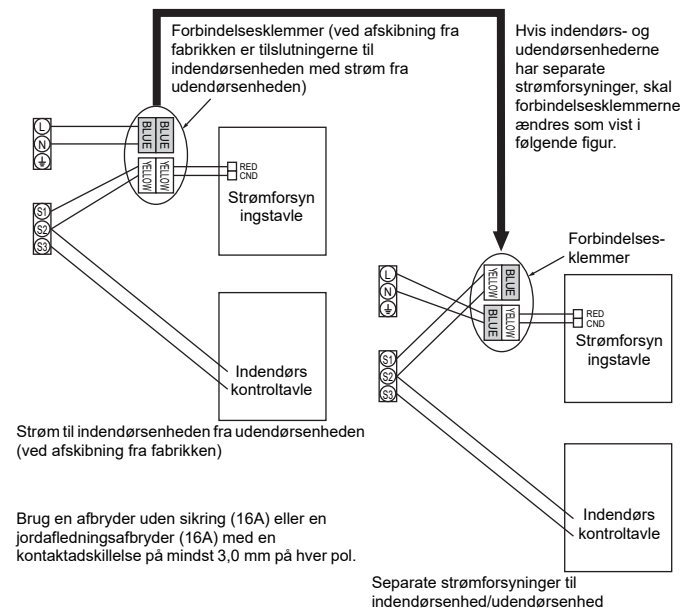 Forbindelsesklemmer (ved afskibning fra
fabrikken er tilslutningerne til
indendørsenheden med strøm fra
udendørsenheden)
Hvis indendørs- og
udendørsenhederne
har separate
strømforsyninger, skal
forbindelsesklemmerne
ændres som vist i
følgende figur.
L
N
BLUE
BLUE
YELLOW
YELLOW
RED
CND
Strømforsyn
ingstavle
S1
S2
S3
Indendørs
kontroltavle
Strøm til indendørsenheden fra udendørsenheden
(ved afskibning fra fabrikken)
Brug en afbryder uden sikring (16A) eller en
jordafledningsafbryder (16A) med en
kontaktadskillelse på mindst 3,0 mm på hver pol.
Forbindelses-
klemmer
L
N
YELLOW
BLUE
BLUE
YELLOW
RED
CND
Strømforsyn
ingstavle
S1
S2
S3
Indendørs
kontroltavle
Separate strømforsyninger til
indendørsenhed/udendørsenhed